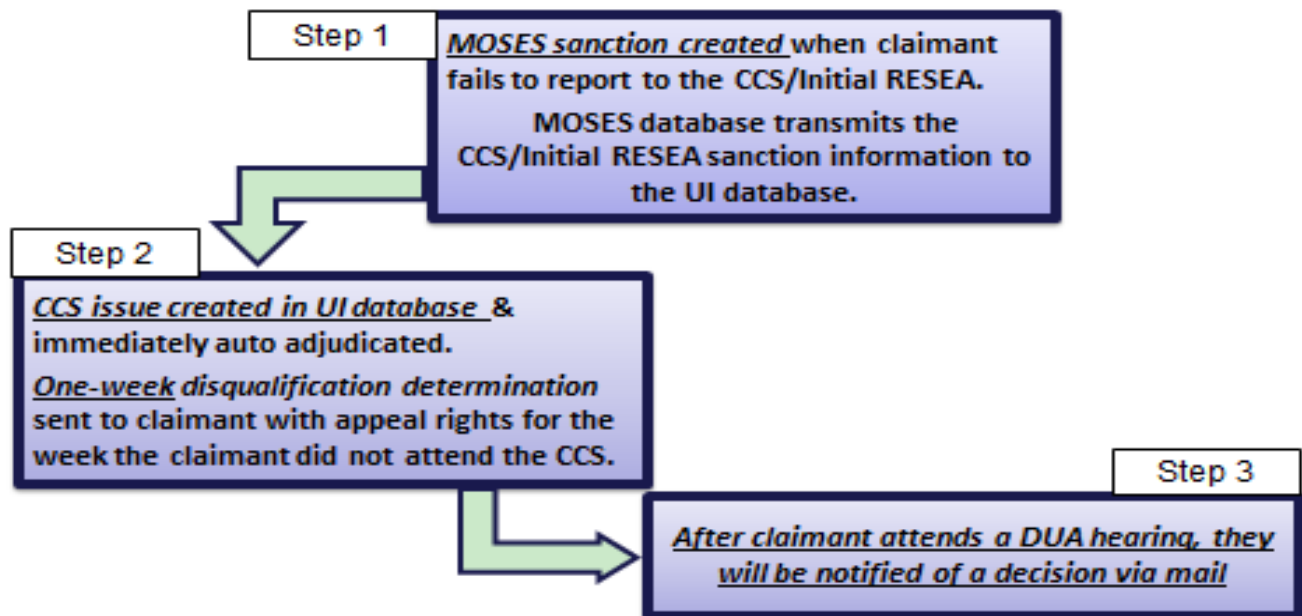 Step 1
MOSES sanction created when claimant
fails to report to the CCS/Initial RESEA.
MOSES database transmits the
CCS/Initial RESEA sanction information to
the UI database.
Step 2
CCS issue created in UI database &
immediately auto adjudicated.
One-week disqualification determination
sent to claimant with appeal rights for the
week the claimant did not attend the CCS.
Step 3
After claimant attends a DUA hearing, they
will be notified of a decision via mail